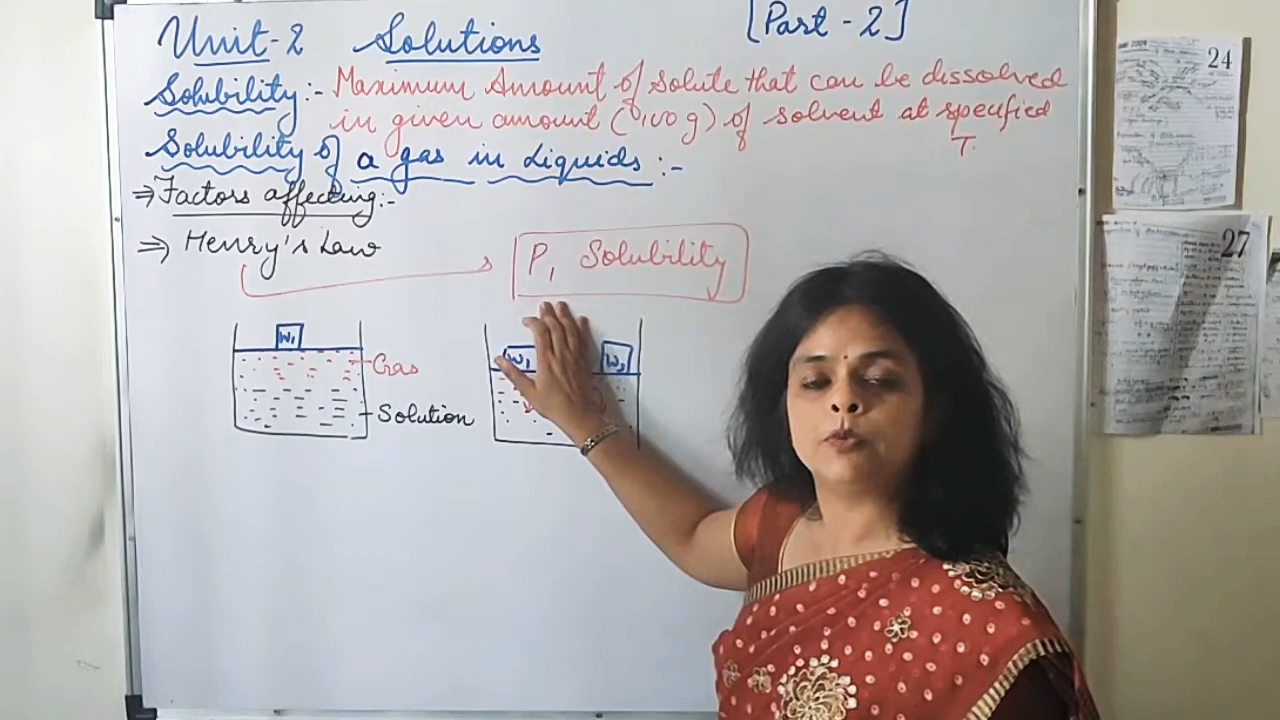 Unit-2 Solutions [Part-2]
Solubility:- Maximum Amount of solute that can be dissolved
in given amount (100g) of solvent at specified
T.
Solubility of a gas in Liquids:-
⇒ Factors affecting:-
⇒ Henry's Law
P, Solubility
W1
Gas
Solution
W1 W2
24
27